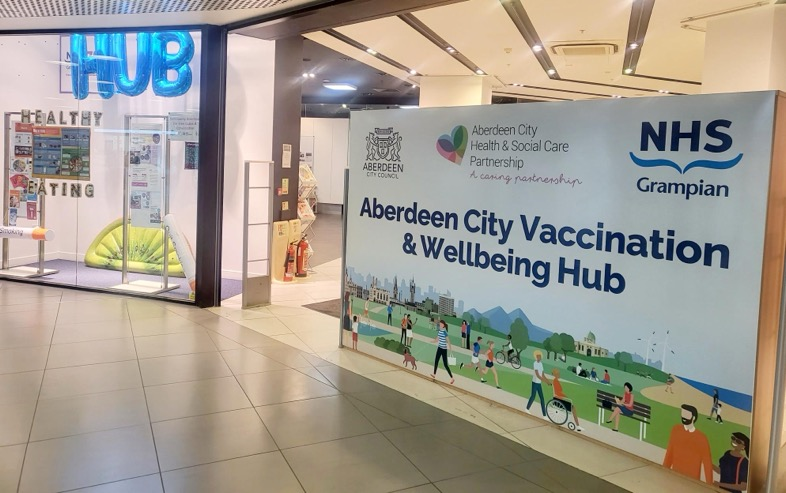 HUB
HEALTHY
EATING
ABERDEEN
CITY COUNCIL
Aberdeen City
Health & Social Care
Partnership
A caring partnership
NHS
Grampian
Aberdeen City Vaccination
& Wellbeing Hub